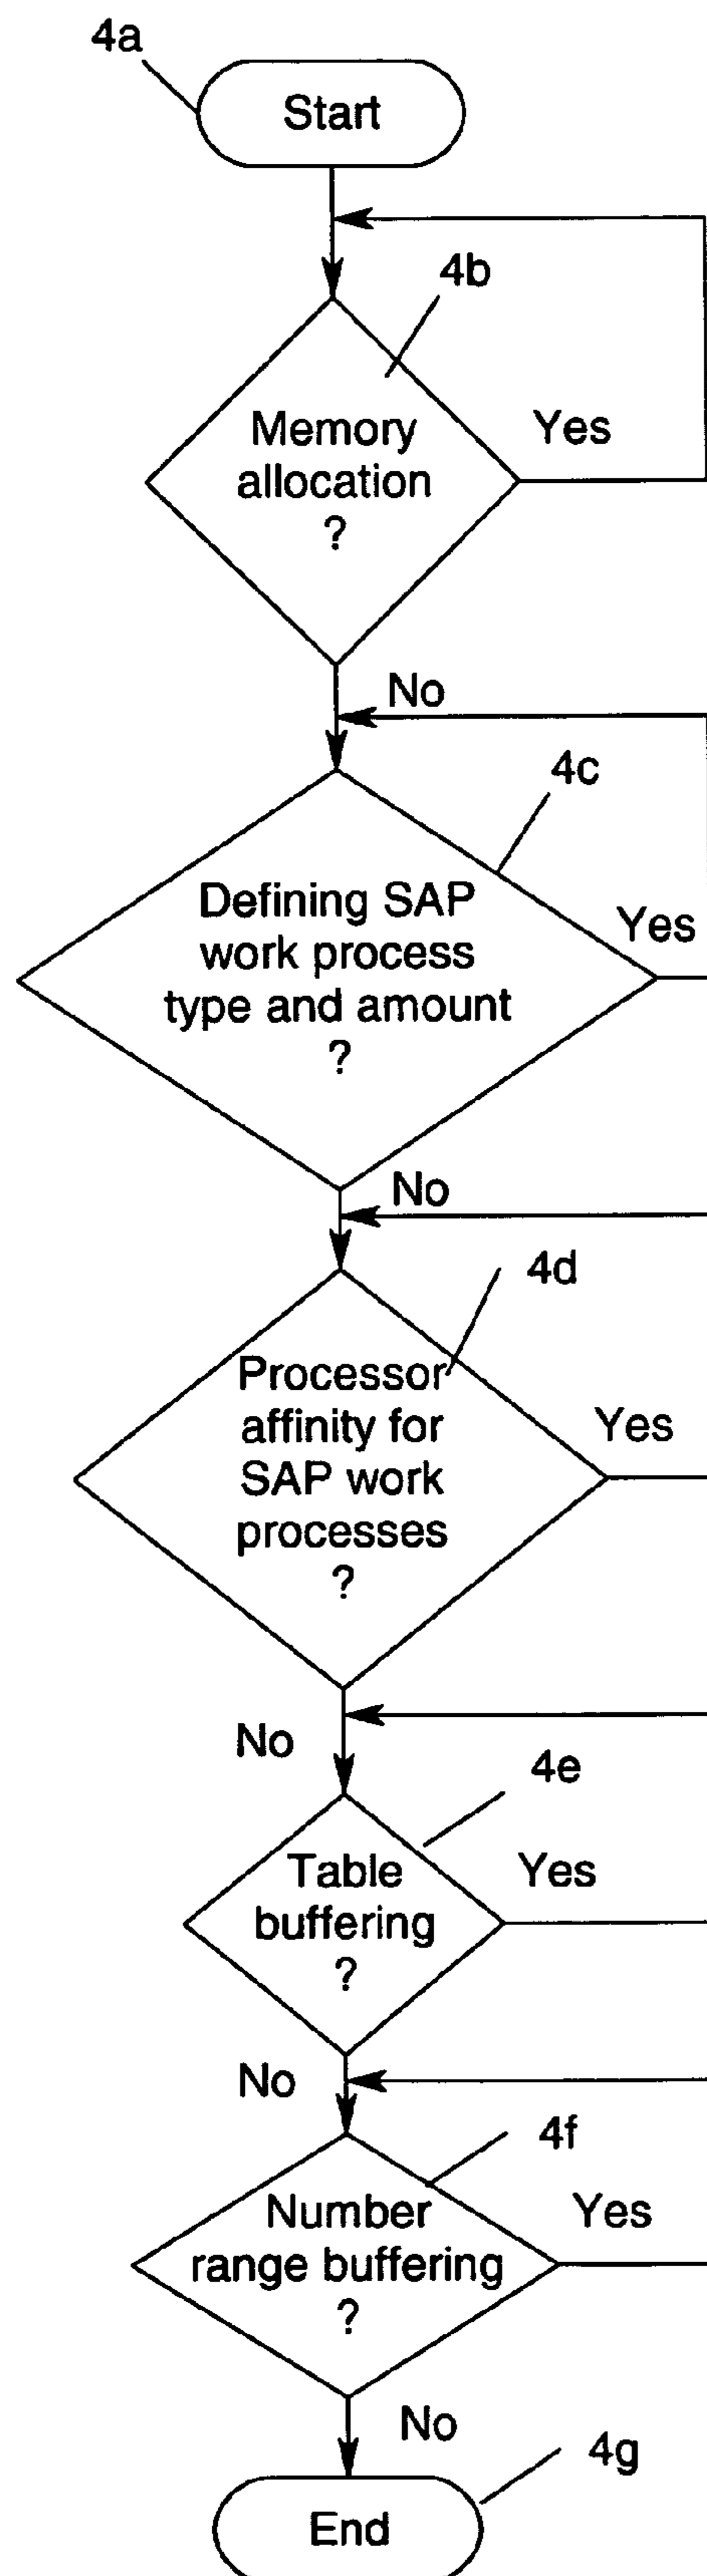 4a
Start
4b
Memory
allocation
?
Yes
No
4c
Defining SAP
work process
type and amount
?
Yes
No
4d
Processor
affinity for
SAP work
processes
?
Yes
No
4e
Table
buffering
?
Yes
No
4f
Number
range buffering
?
Yes
No
4g
End